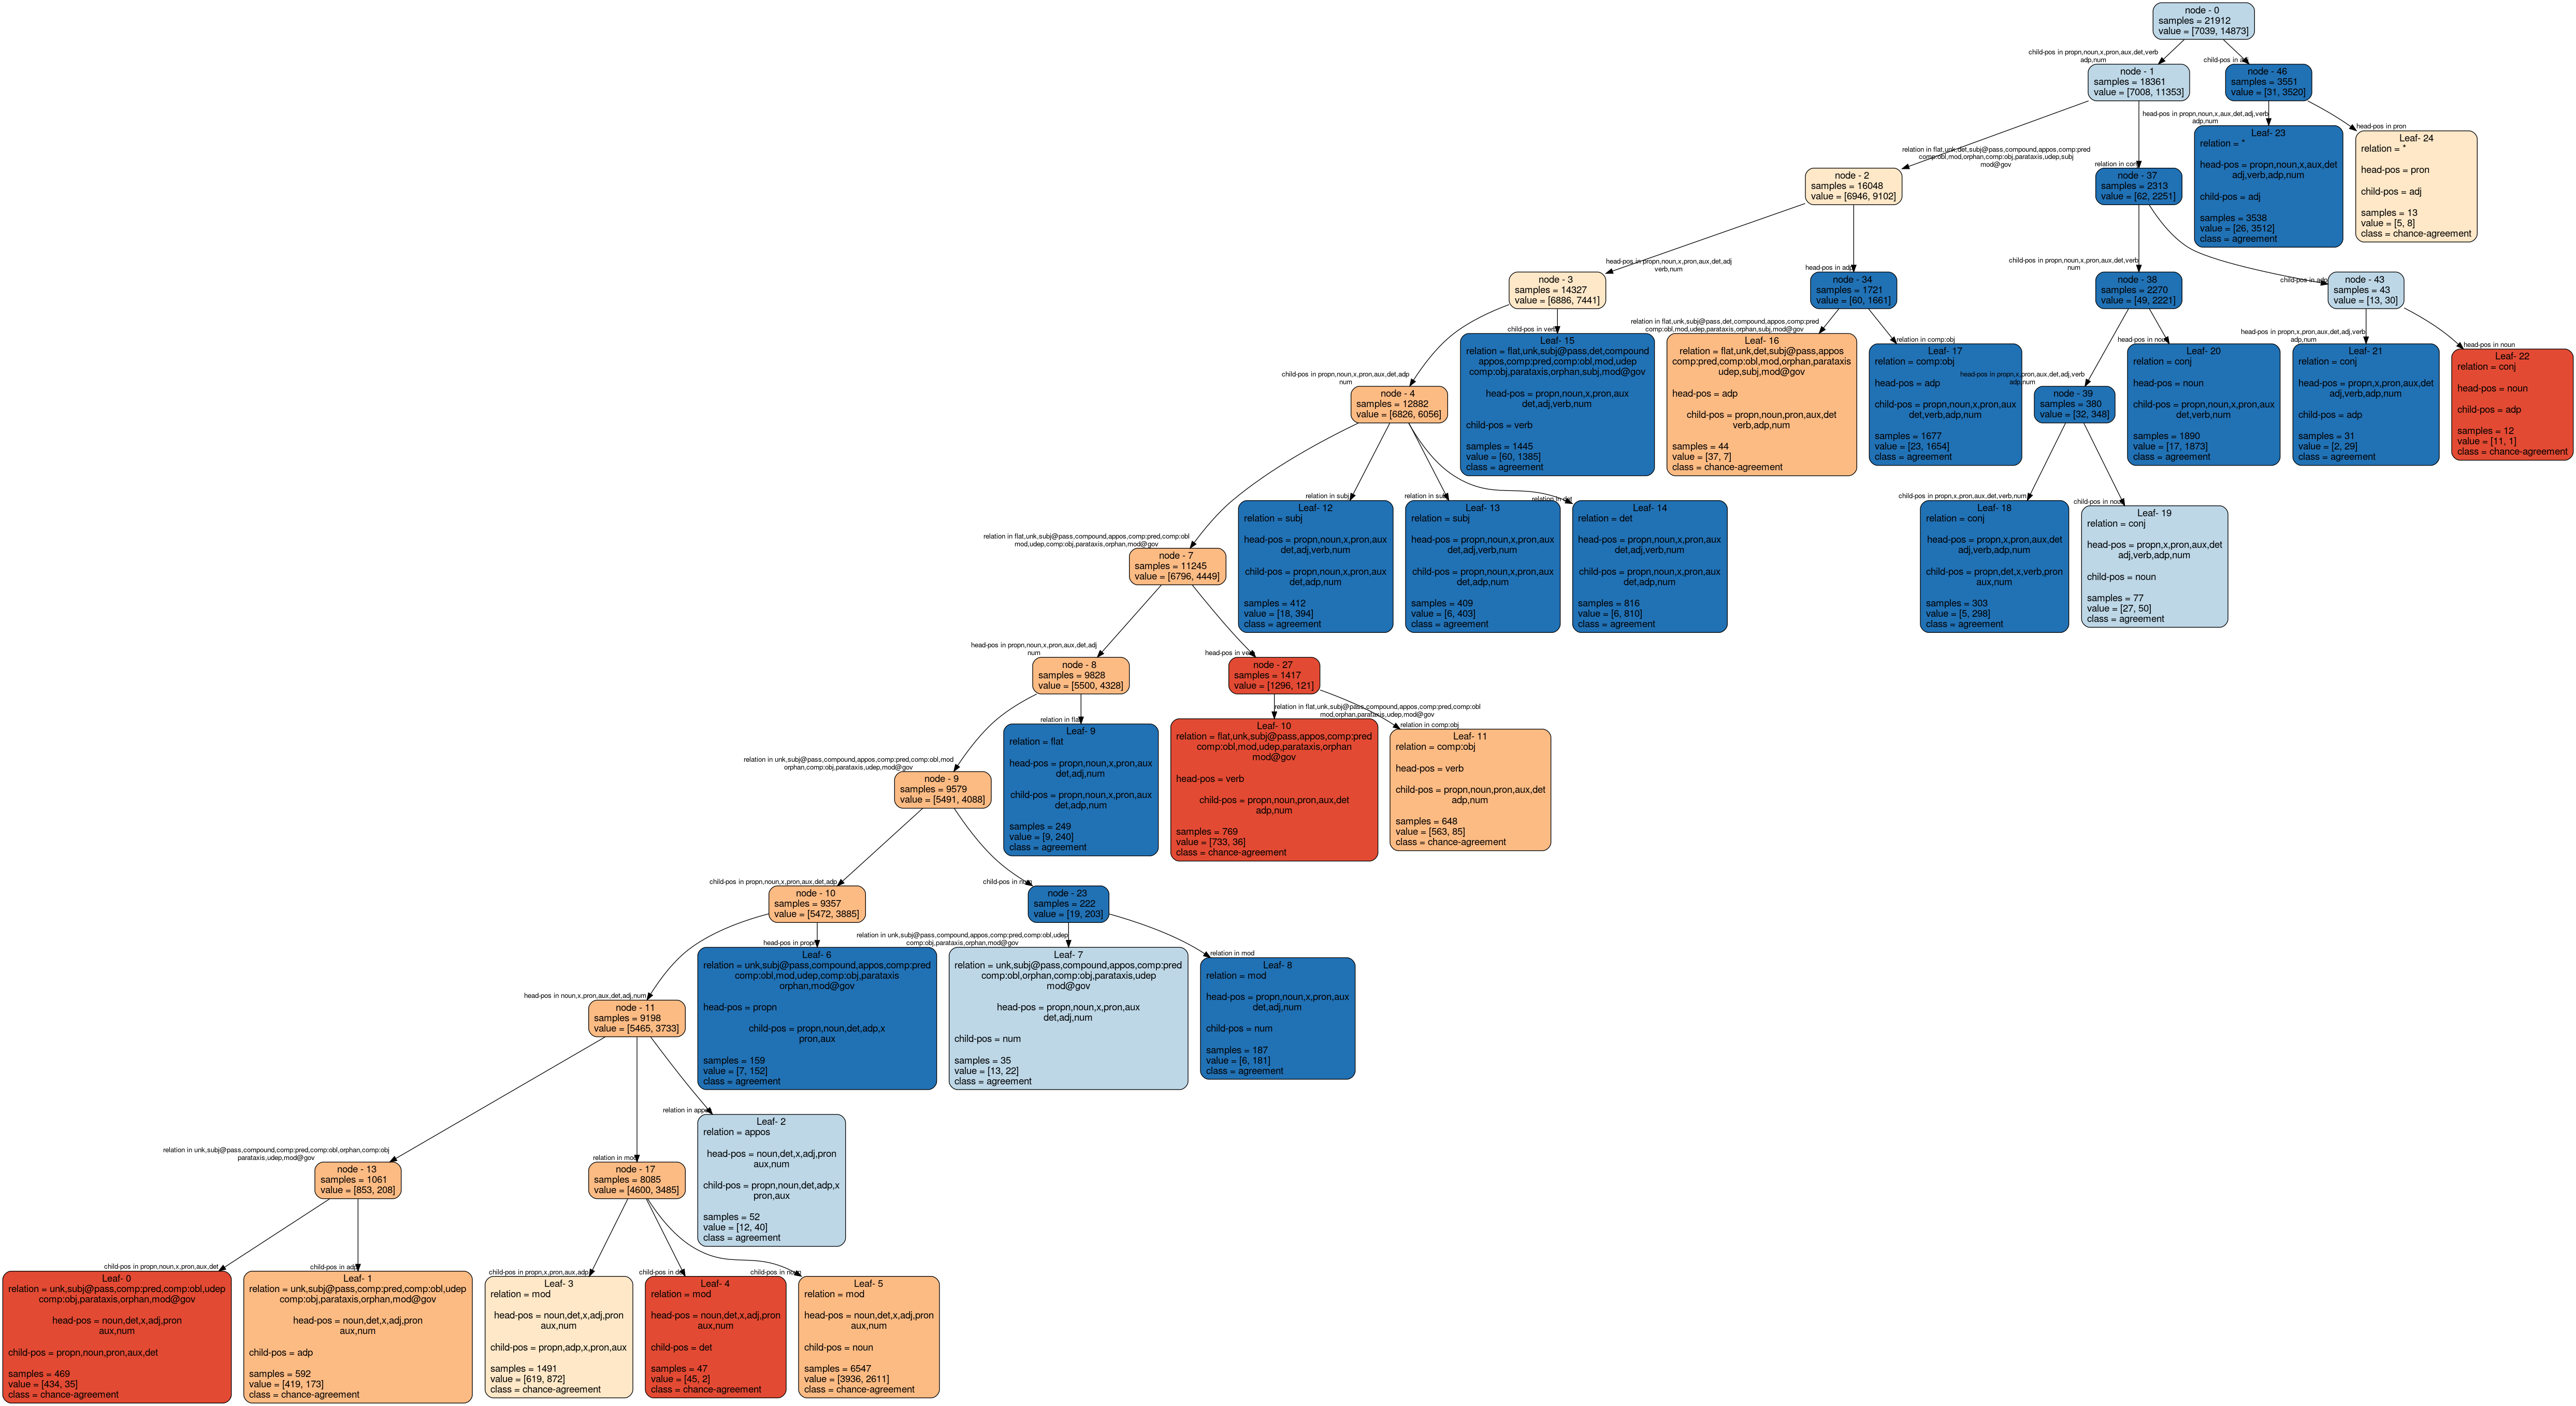 node - 0
samples = 21912
value = [7039, 14873]
child-pos in propn,noun,x,pron,aux,det,verb
adp,num
child-pos in adj
node - 1
samples = 18361
value = [7008, 11353]
node - 46
samples = 3551
value = [31, 3520]
head-pos in propn,noun,x,aux,det,adj,verb
adp,num
head-pos in pron
Leaf- 23
relation = *
head-pos = propn,noun,x,aux,det
adj,verb,adp,num
child-pos = adj
samples = 3538
value = [26, 3512]
class = agreement
Leaf- 24
relation = *
head-pos = pron
child-pos = adj
samples = 13
value = [5, 8]
class = chance-agreement
relation in flat,unk,det,subj@pass,compound,appos,comp:pred
comp:obl,mod,orphan,comp:obj,parataxis,udep,subj
mod@gov
relation in conj
node - 2
samples = 16048
value = [6946, 9102]
node - 37
samples = 2313
value = [62, 2251]
head-pos in propn,noun,x,pron,aux,det,adj
verb,num
head-pos in adp
child-pos in propn,noun,x,pron,aux,det,verb
num
child-pos in adp
node - 3
samples = 14327
value = [6886, 7441]
node - 34
samples = 1721
value = [60, 1661]
node - 38
samples = 2270
value = [49, 2221]
node - 43
samples = 43
value = [13, 30]
child-pos in propn,noun,x,pron,aux,det,adp
num
child-pos in verb
relation in flat,unk,subj@pass,det,compound,appos,comp:pred
comp:obl,mod,udep,parataxis,orphan,subj,mod@gov
relation in comp:obj
head-pos in propn,x,pron,aux,det,adj,verb
adp,num
head-pos in noun
head-pos in propn,x,pron,aux,det,adj,verb
adp,num
head-pos in noun
node - 4
samples = 12882
value = [6826, 6056]
Leaf- 15
relation = flat,unk,subj@pass,det,compound
appos,comp:pred,comp:obl,mod,udep
comp:obj,parataxis,orphan,subj,mod@gov
head-pos = propn,noun,x,pron,aux
det,adj,verb,num
child-pos = verb
samples = 1445
value = [60, 1385]
class = agreement
Leaf- 16
relation = flat,unk,det,subj@pass,appos
comp:pred,comp:obl,mod,orphan,parataxis
udep,subj,mod@gov
head-pos = adp
child-pos = propn,noun,pron,aux,det
verb,adp,num
samples = 44
value = [37, 7]
class = chance-agreement
Leaf- 17
relation = comp:obj
head-pos = adp
child-pos = propn,noun,x,pron,aux
det,verb,adp,num
samples = 1677
value = [23, 1654]
class = agreement
node - 39
samples = 380
value = [32, 348]
Leaf- 20
relation = conj
head-pos = noun
child-pos = propn,noun,x,pron,aux
det,verb,num
samples = 1890
value = [17, 1873]
class = agreement
Leaf- 21
relation = conj
head-pos = propn,x,pron,aux,det
adj,verb,adp,num
child-pos = adp
samples = 31
value = [2, 29]
class = agreement
Leaf- 22
relation = conj
head-pos = noun
child-pos = adp
samples = 12
value = [11, 1]
class = chance-agreement
relation in flat,unk,subj@pass,compound,appos,comp:pred,comp:obl
mod,udep,comp:obj,parataxis,orphan,mod@gov
relation in subj
relation in subj
relation in det
child-pos in propn,x,pron,aux,det,verb,num
child-pos in noun
node - 7
samples = 11245
value = [6796, 4449]
Leaf- 12
relation = subj
head-pos = propn,noun,x,pron,aux
det,adj,verb,num
child-pos = propn,noun,x,pron,aux
det,adp,num
samples = 412
value = [18, 394]
class = agreement
Leaf- 13
relation = subj
head-pos = propn,noun,x,pron,aux
det,adj,verb,num
child-pos = propn,noun,x,pron,aux
det,adp,num
samples = 409
value = [6, 403]
class = agreement
Leaf- 14
relation = det
head-pos = propn,noun,x,pron,aux
det,adj,verb,num
child-pos = propn,noun,x,pron,aux
det,adp,num
samples = 816
value = [6, 810]
class = agreement
Leaf- 18
relation = conj
head-pos = propn,x,pron,aux,det
adj,verb,adp,num
child-pos = propn,det,x,verb,pron
aux,num
samples = 303
value = [5, 298]
class = agreement
Leaf- 19
relation = conj
head-pos = propn,x,pron,aux,det
adj,verb,adp,num
child-pos = noun
samples = 77
value = [27, 50]
class = agreement
head-pos in propn,noun,x,pron,aux,det,adj
num
head-pos in verb
node - 8
samples = 9828
value = [5500, 4328]
node - 27
samples = 1417
value = [1296, 121]
relation in flat
relation in flat,unk,subj@pass,compound,appos,comp:pred,comp:obl
mod,orphan,parataxis,udep,mod@gov
relation in comp:obj
relation in unk,subj@pass,compound,appos,comp:pred,comp:obl,mod
orphan,comp:obj,parataxis,udep,mod@gov
node - 9
samples = 9579
value = [5491, 4088]
Leaf- 9
relation = flat
head-pos = propn,noun,x,pron,aux
det,adj,num
child-pos = propn,noun,x,pron,aux
det,adp,num
samples = 249
value = [9, 240]
class = agreement
Leaf- 10
relation = flat,unk,subj@pass,appos,comp:pred
comp:obl,mod,udep,parataxis,orphan
mod@gov
head-pos = verb
child-pos = propn,noun,pron,aux,det
adp,num
samples = 769
value = [733, 36]
class = chance-agreement
Leaf- 11
relation = comp:obj
head-pos = verb
child-pos = propn,noun,x,pron,aux,det
adp,num
samples = 648
value = [563, 85]
class = chance-agreement
child-pos in propn,noun,x,pron,aux,det,adp
child-pos in num
node - 10
samples = 9357
value = [5472, 3885]
node - 23
samples = 222
value = [19, 203]
head-pos in noun,x,pron,aux,det,adj,num
head-pos in propn
relation in unk,subj@pass,compound,appos,comp:pred,comp:obl,udep
comp:obj,parataxis,orphan,mod@gov
relation in mod
node - 11
samples = 9198
value = [5465, 3733]
Leaf- 6
relation = unk,subj@pass,compound,appos,comp:pred
comp:obl,mod,udep,comp:obj,parataxis
orphan,mod@gov
head-pos = propn
child-pos = propn,noun,det,adp,x
pron,aux
samples = 159
value = [7, 152]
class = agreement
Leaf- 7
relation = unk,subj@pass,compound,appos,comp:pred
comp:obl,orphan,comp:obj,parataxis,udep
mod@gov
head-pos = propn,noun,x,pron,aux
det,adj,num
child-pos = num
samples = 35
value = [13, 22]
class = agreement
Leaf- 8
relation = mod
head-pos = propn,noun,x,pron,aux
det,adj,num
child-pos = num
samples = 187
value = [6, 181]
class = agreement
relation in unk,subj@pass,compound,comp:pred,comp:obl,orphan,comp:obj
parataxis,udep,mod@gov
relation in mod
relation in appos
node - 13
samples = 1061
value = [853, 208]
node - 17
samples = 8085
value = [4600, 3485]
Leaf- 2
relation = appos
head-pos = noun,det,x,adj,pron
aux,num
child-pos = propn,noun,det,adp,x
pron,aux
samples = 52
value = [12, 40]
class = agreement
child-pos in propn,noun,x,pron,aux,det
child-pos in adp
child-pos in propn,x,pron,aux,adp
child-pos in det
child-pos in noun
Leaf- 0
relation = unk,subj@pass,comp:pred,comp:obl,udep
comp:obj,parataxis,orphan,mod@gov
head-pos = noun,det,x,adj,pron
aux,num
child-pos = propn,noun,pron,aux,det
samples = 469
value = [434, 35]
class = chance-agreement
Leaf- 1
relation = unk,subj@pass,comp:pred,comp:obl,udep
comp:obj,parataxis,orphan,mod@gov
head-pos = noun,det,x,adj,pron
aux,num
child-pos = adp
samples = 592
value = [419, 173]
class = chance-agreement
Leaf- 3
relation = mod
head-pos = noun,det,x,adj,pron
aux,num
child-pos = propn,adp,x,pron,aux
samples = 1491
value = [619, 872]
class = chance-agreement
Leaf- 4
relation = mod
head-pos = noun,det,x,adj,pron
aux,num
child-pos = det
samples = 47
value = [45, 2]
class = chance-agreement
Leaf- 5
relation = mod
head-pos = noun,det,x,adj,pron
aux,num
child-pos = noun
samples = 6547
value = [3936, 2611]
class = chance-agreement